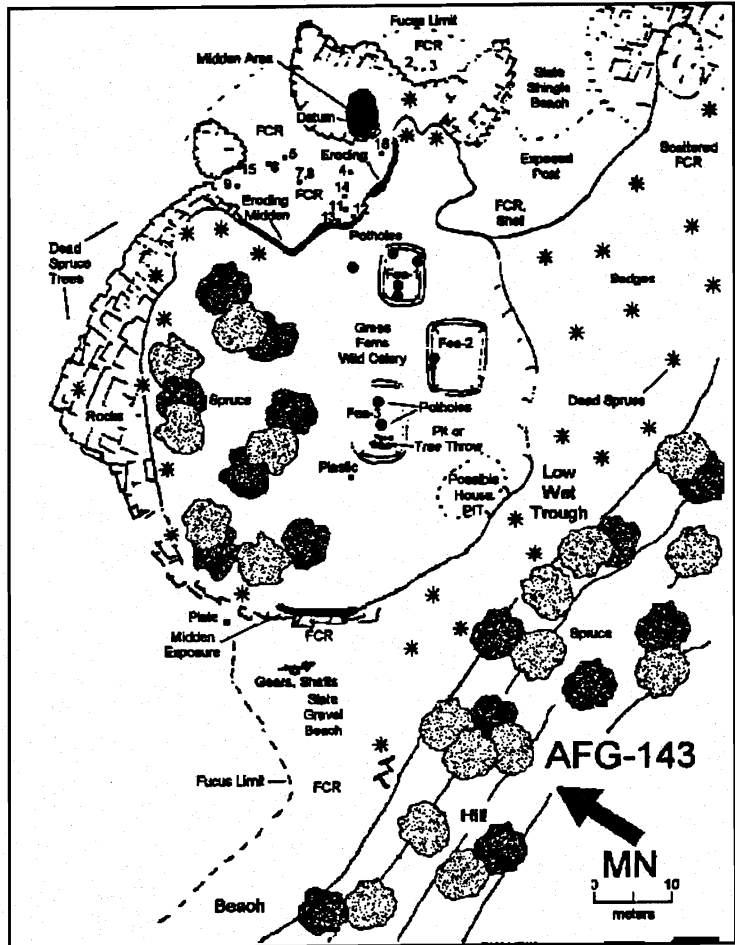 Fucus Limit
FCR
2 3
Midden Area
Datum
Slate
Shingle
Beach
FCR
Eroding
16
Exposed
Peat
Scattered
FCR
5
15
6
4
7,8
FCR
9
14
Eroding
Midden
11
12
13
FCR,
Shell
Dead
Spruce
Trees
Potholes
Fea-1
Sedges
Grass
Ferns
Wild Celery
Fea-2
Dead Spruce
Rocks
Spruce
Fea-3
Potholes
Pit or
Tree Throw
Plastic
Possible
House
PIT
Low
Wet
Trough
Plate
Midden
Exposure
FCR
Spruce
Gears, Shafts
Slate
Gravel
Beach
AFG-143
Fucus Limit
FCR
Hill
MN
0 10
meters
Beach